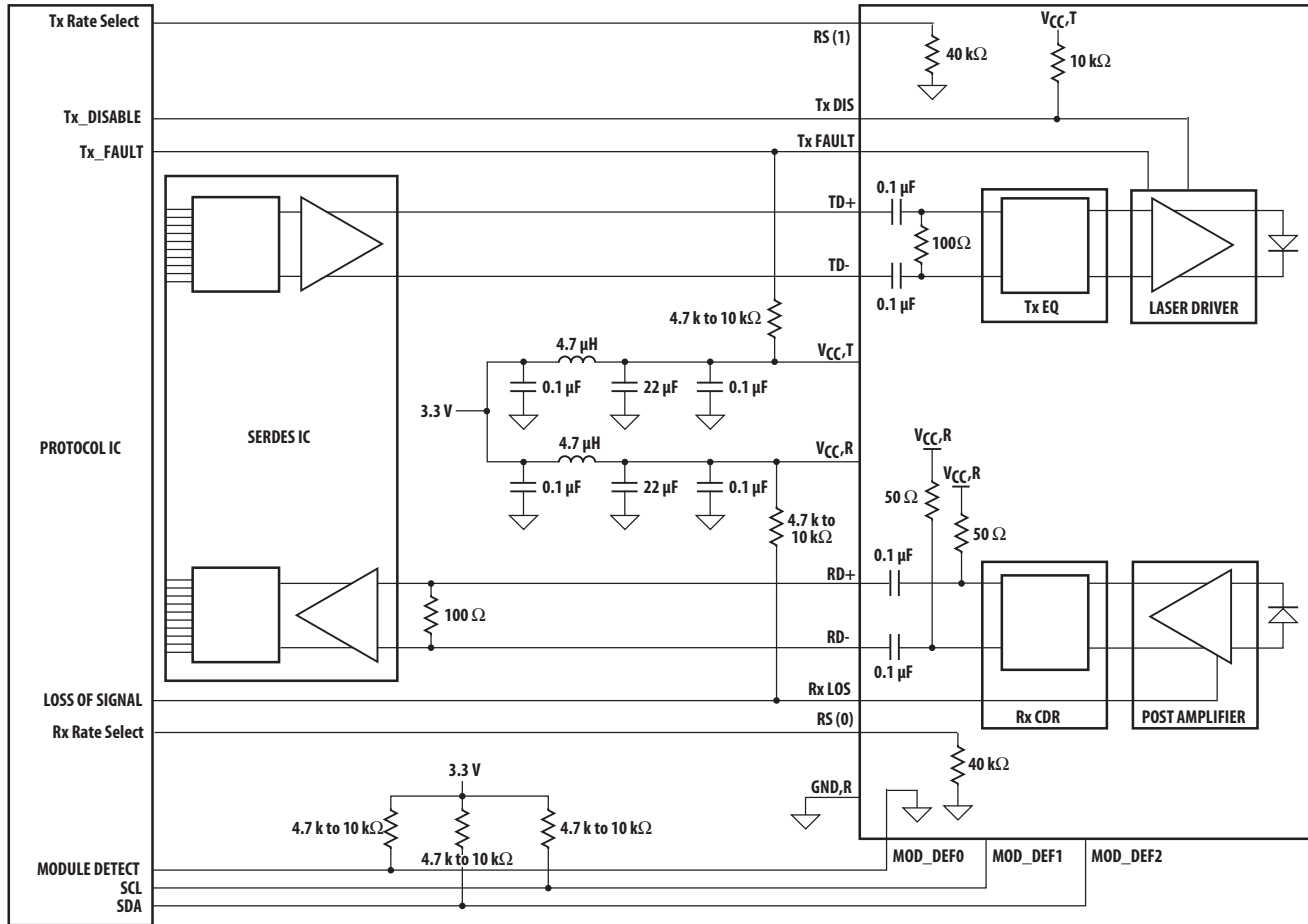 Tx Rate Select
RS (1)
40 kΩ
VCC,T
10 kΩ
Tx_DISABLE
Tx DIS
Tx_FAULT
Tx FAULT
TD+
0.1 µF
100Ω
TD-
0.1 µF
Tx EQ
LASER DRIVER
4.7 k to 10 kΩ
4.7 µH
VCC,T
0.1 µF
22 µF
0.1 µF
3.3 V
PROTOCOL IC
SERDES IC
4.7 µH
VCC,R
0.1 µF
22 µF
0.1 µF
4.7 k to
10 kΩ
VCC,R
VCC,R
50 Ω
50 Ω
0.1 µF
RD+
100 Ω
RD-
0.1 µF
Rx CDR
POST AMPLIFIER
LOSS OF SIGNAL
Rx LOS
Rx Rate Select
RS (0)
40 kΩ
GND,R
3.3 V
4.7 k to 10 kΩ
4.7 k to 10 kΩ
4.7 k to 10 kΩ
MODULE DETECT
SCL
SDA
MOD_DEF0
MOD_DEF1
MOD_DEF2